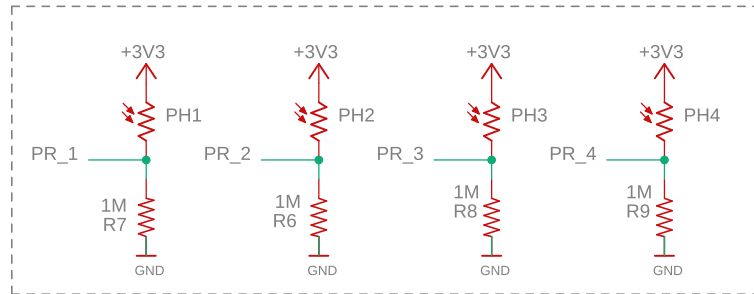 +3V3 +3V3 +3V3 +3V3
PH1 PH2 PH3 PH4
PR_1 PR_2 PR_3 PR_4
1M 1M 1M 1M
R7 R6 R8 R9
GND GND GND GND